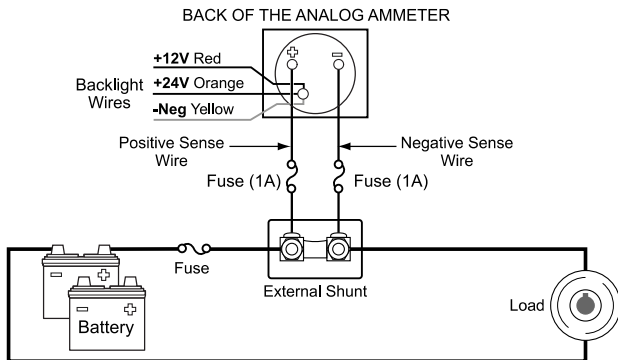 BACK OF THE ANALOG AMMETER
+12V Red
+24V Orange
-Neg Yellow
Backlight
Wires
+
−
Positive Sense
Wire
Negative Sense
Wire
Fuse (1A)
Fuse (1A)
External Shunt
Fuse
−
+
−
+
Battery
Load